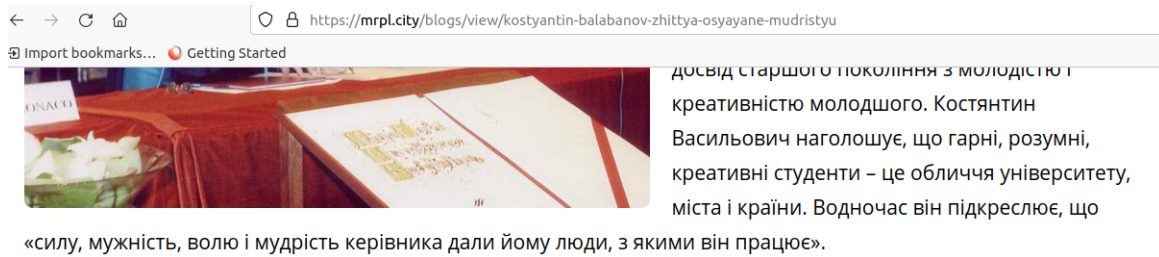 https://mrpl.city/blogs/view/kostyantin-balabanov-zhittya-osyayane-mudristyu
Import bookmarks... Getting Started
досвід старшого покоління з молодістю і
креативністю молодшого. Костянтин
Васильович наголошує, що гарні, розумні,
креативні студенти – це обличчя університету,
міста і країни. Водночас він підкреслює, що
«силу, мужність, волю і мудрість керівника дали йому люди, з якими він працює».